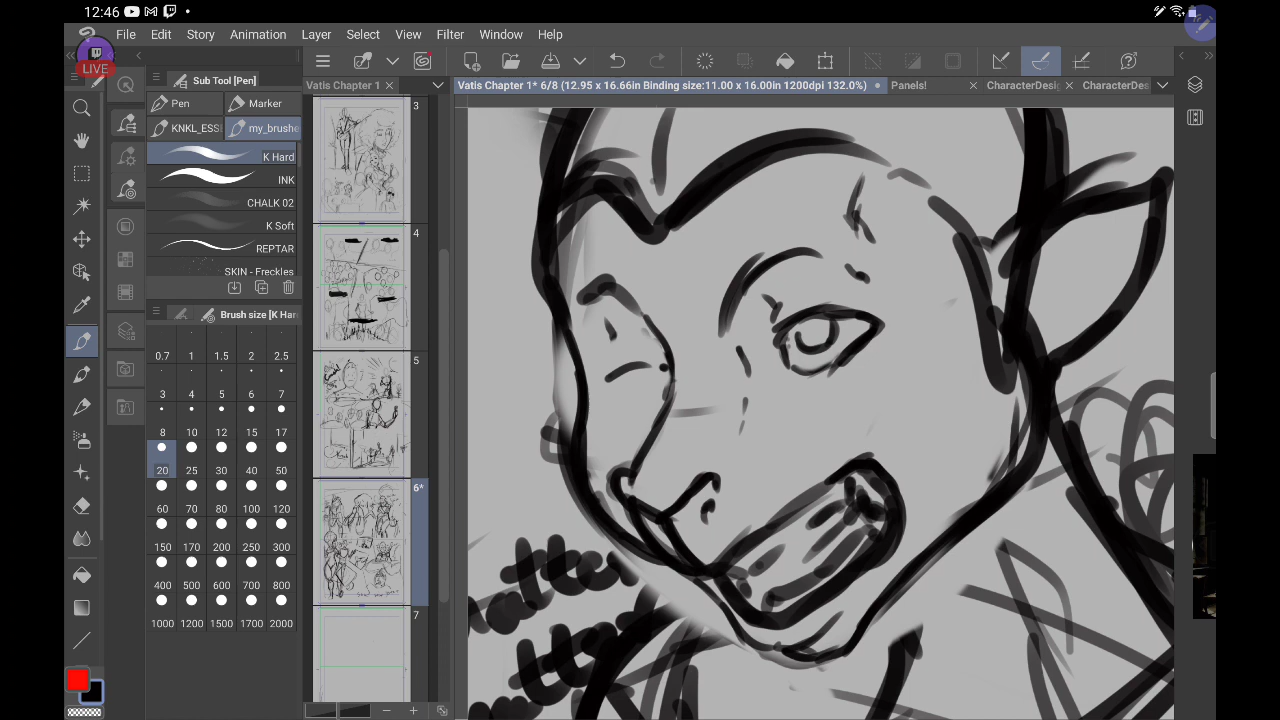 12:46
File Edit Story Animation Layer Select View Filter Window Help
LIVE
Sub Tool [Pen]
Vatis Chapter 1
Vatis Chapter 1* 6/8 (12.95 x 16.66in Binding size:11.00 x 16.00in 1200dpi 132.0%)
Panels!
CharacterDesig
CharacterDes
Pen
Marker
KNKL_ESS
my_brushe
K Hard
INK
CHALK 02
K Soft
REPTAR
SKIN - Freckles
Brush size [K Har
0.7 1 1.5 2 2.5
3 4 5 6 7
8 10 12 15 17
20 25 30 40 50
60 70 80 100 120
150 170 200 250 300
400 500 600 700 800
1000 1200 1500 1700 2000
3
4
5
6*
7